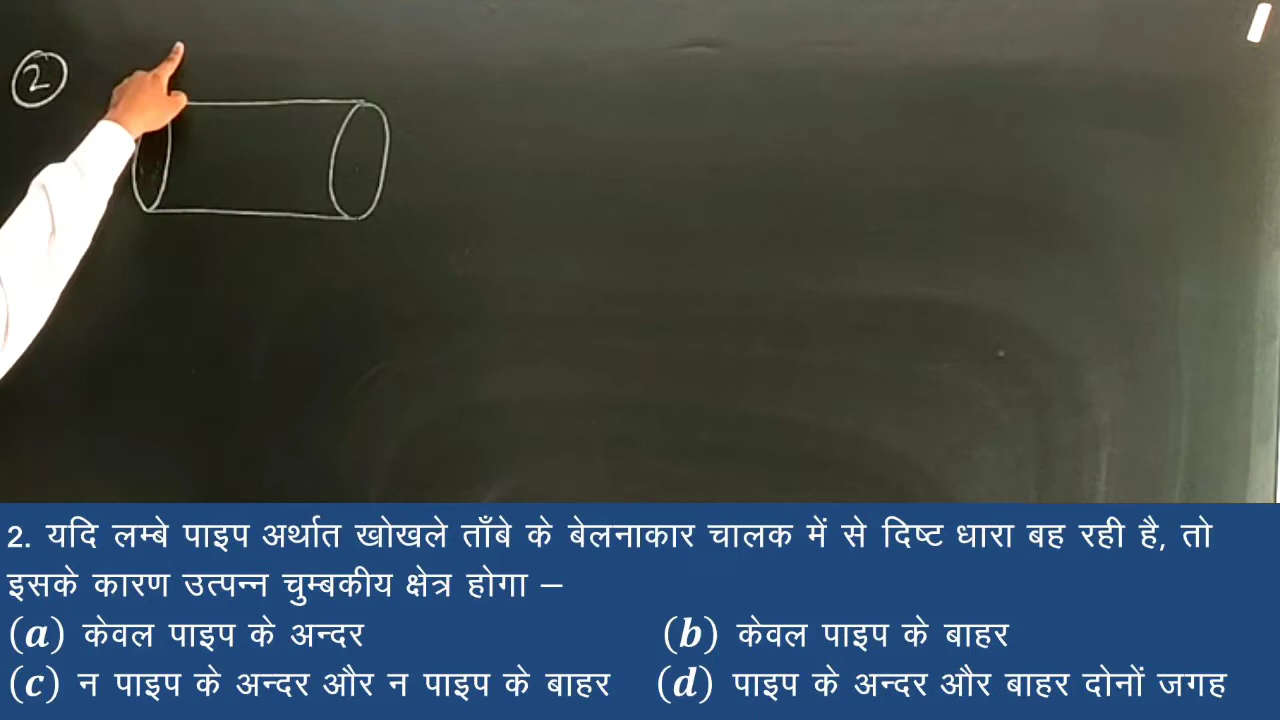 2
2. यदि लम्बे पाइप अर्थात खोखले ताँबे के बेलनाकार चालक में से दिष्ट धारा बह रही है, तो
इसके कारण उत्पन्न चुम्बकीय क्षेत्र होगा –
(a) केवल पाइप के अन्दर (b) केवल पाइप के बाहर
(c) न पाइप के अन्दर और न पाइप के बाहर (d) पाइप के अन्दर और बाहर दोनों जगह